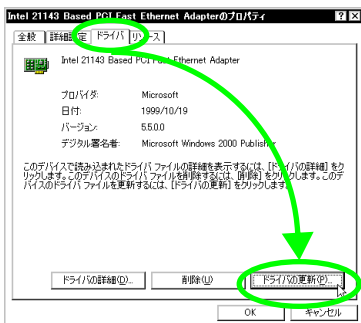 Intel 21143 Based PCI Fast Ethernet Adapterのプロパティ
全般 詳細設定 ドライバ リソース
Intel 21143 Based PCI Fast Ethernet Adapter
プロバイダ: Microsoft
日付: 1999/10/19
バージョン: 5.5.0.0
デジタル署名者: Microsoft Windows 2000 Publisher
このデバイスで読み込まれたドライバ ファイルの詳細を表示するには、[ドライバの詳細] をク
リックします。このデバイスのドライバ ファイルを削除するには、[削除] をクリックします。このデ
バイスのドライバ ファイルを更新するには、[ドライバの更新] をクリックします。
ドライバの詳細(D)... 削除(U) ドライバの更新(P)...
OK キャンセル